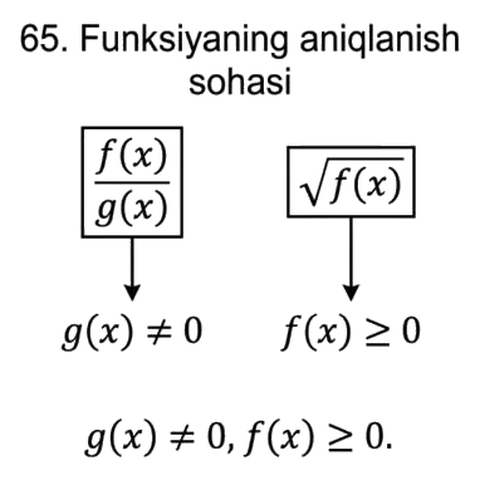 65. Funksiyaning aniqlanish
sohasi
f(x)
g(x)
√f(x)
g(x) ≠ 0
f(x) ≥ 0
g(x) ≠ 0, f(x) ≥ 0.